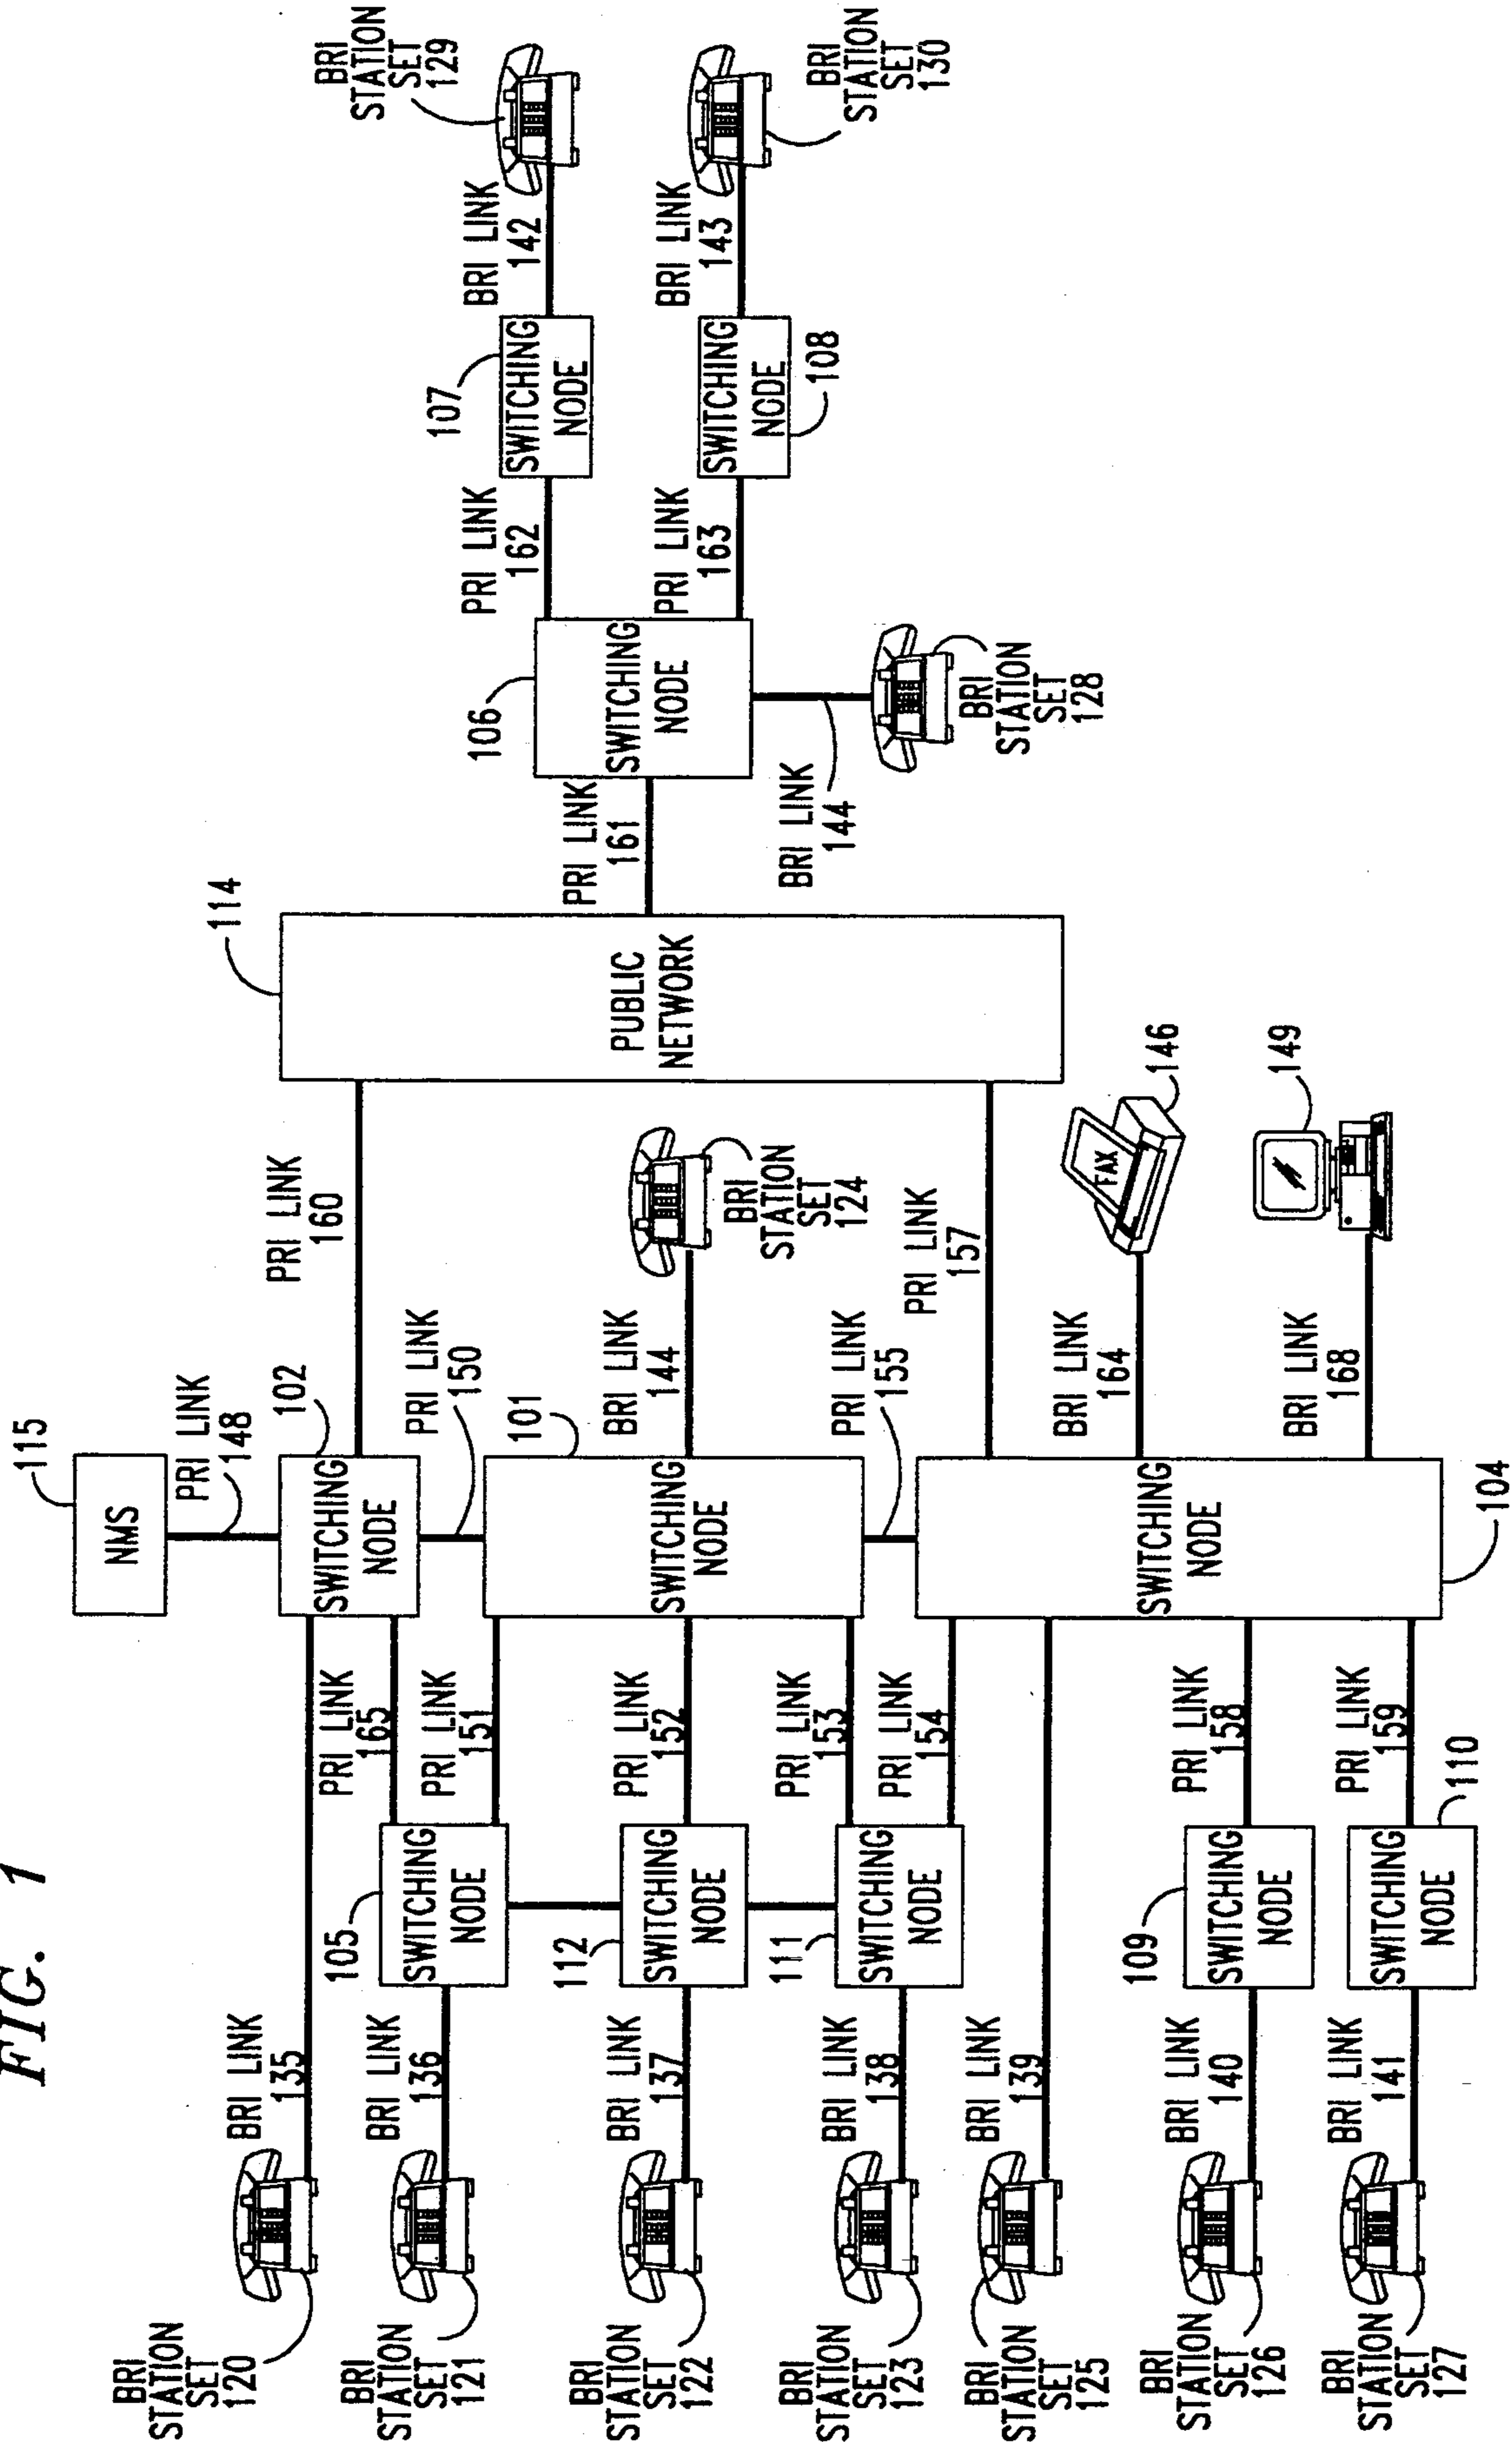 FIG. 1
115
NMS
PRI LINK
148
102
SWITCHING
NODE
PRI LINK
160
PRI LINK
150
101
SWITCHING
NODE
BRI LINK
144
BRI
STATION
SET
124
PRI LINK
155
SWITCHING
NODE
104
PRI LINK
157
BRI LINK
164
FAX
146
BRI LINK
168
149
BRI
STATION
SET
120
BRI LINK
135
PRI LINK
165
BRI
STATION
SET
121
BRI LINK
136
105
SWITCHING
NODE
PRI LINK
151
BRI
STATION
SET
122
BRI LINK
137
112
SWITCHING
NODE
PRI LINK
152
BRI
STATION
SET
123
BRI LINK
138
111
SWITCHING
NODE
PRI LINK
153
PRI LINK
154
BRI
STATION
SET
125
BRI LINK
139
BRI
STATION
SET
126
BRI LINK
140
109
SWITCHING
NODE
PRI LINK
158
BRI
STATION
SET
127
BRI LINK
141
SWITCHING
NODE
110
PRI LINK
159
114
PUBLIC
NETWORK
PRI LINK
161
106
SWITCHING
NODE
BRI LINK
144
BRI
STATION
SET
128
PRI LINK
162
107
SWITCHING
NODE
BRI LINK
142
BRI
STATION
SET
129
PRI LINK
163
SWITCHING
NODE
108
BRI LINK
143
BRI
STATION
SET
130